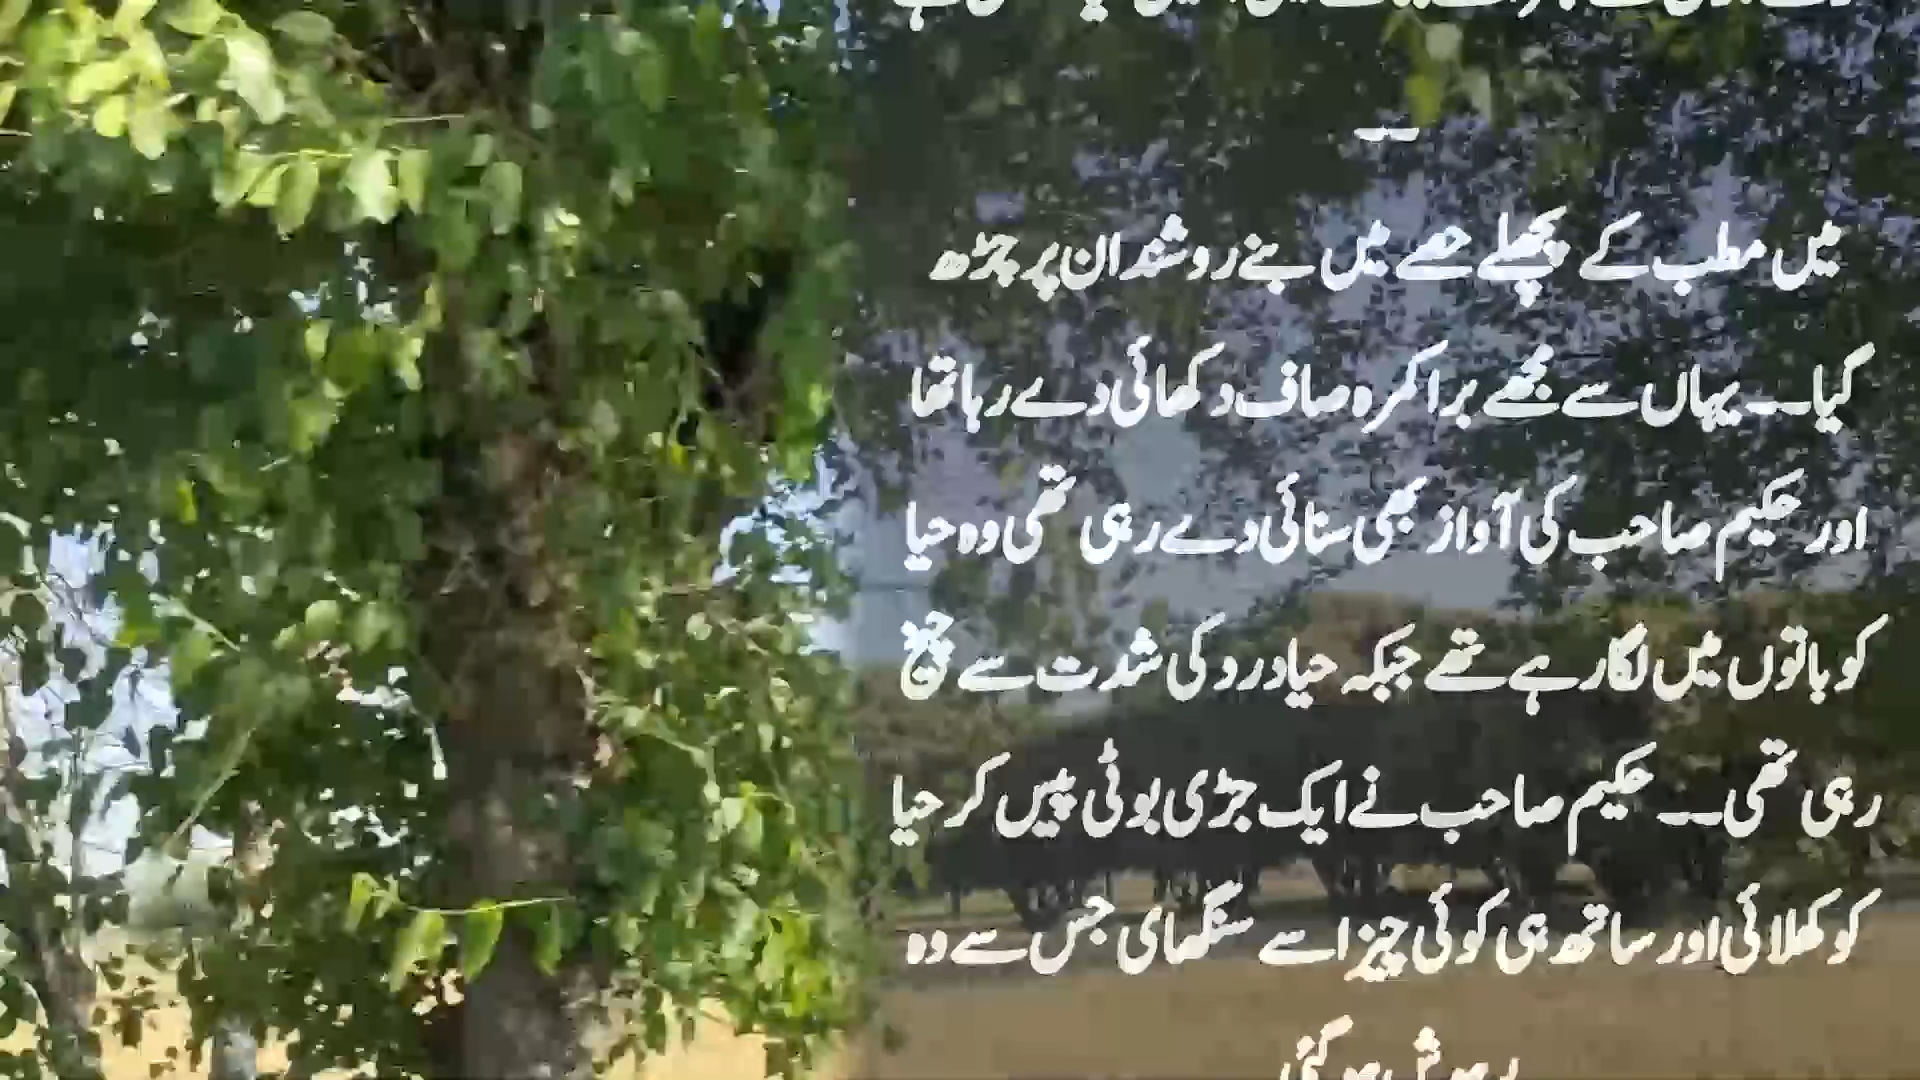 ۔۔
میں مطب کے پچھلے حصے میں بنے روشندان پر چڑھ
گیا۔۔ یہاں سے مجھے برا کمرہ صاف دکھائی دے رہا تھا
اور حکیم صاحب کی آواز بھی سنائی دے رہی تھی وہ حیا
کو باتوں میں لگا رہے تھے جبکہ حیا درد کی شدت سے چیخ
رہی تھی۔۔ حکیم صاحب نے ایک جڑی بوٹی پیس کر حیا
کو کھلائی اور ساتھ ہی کوئی چیز اسے سنگھای جس سے وہ